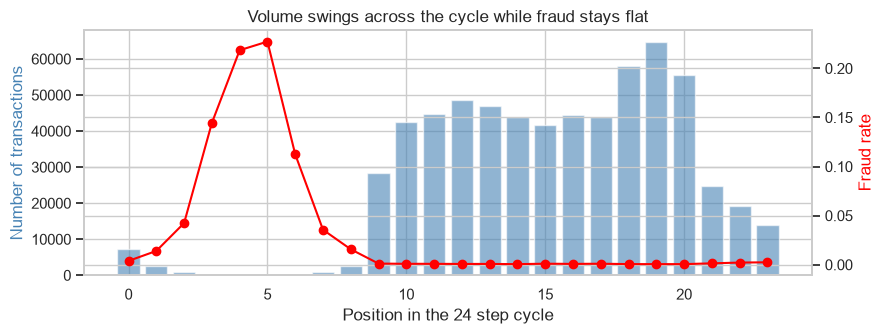 Volume swings across the cycle while fraud stays flat
Number of transactions
60000
50000
40000
30000
20000
10000
0
0.20
0.15
0.10
0.05
0.00
Fraud rate
0 5 10 15 20
Position in the 24 step cycle